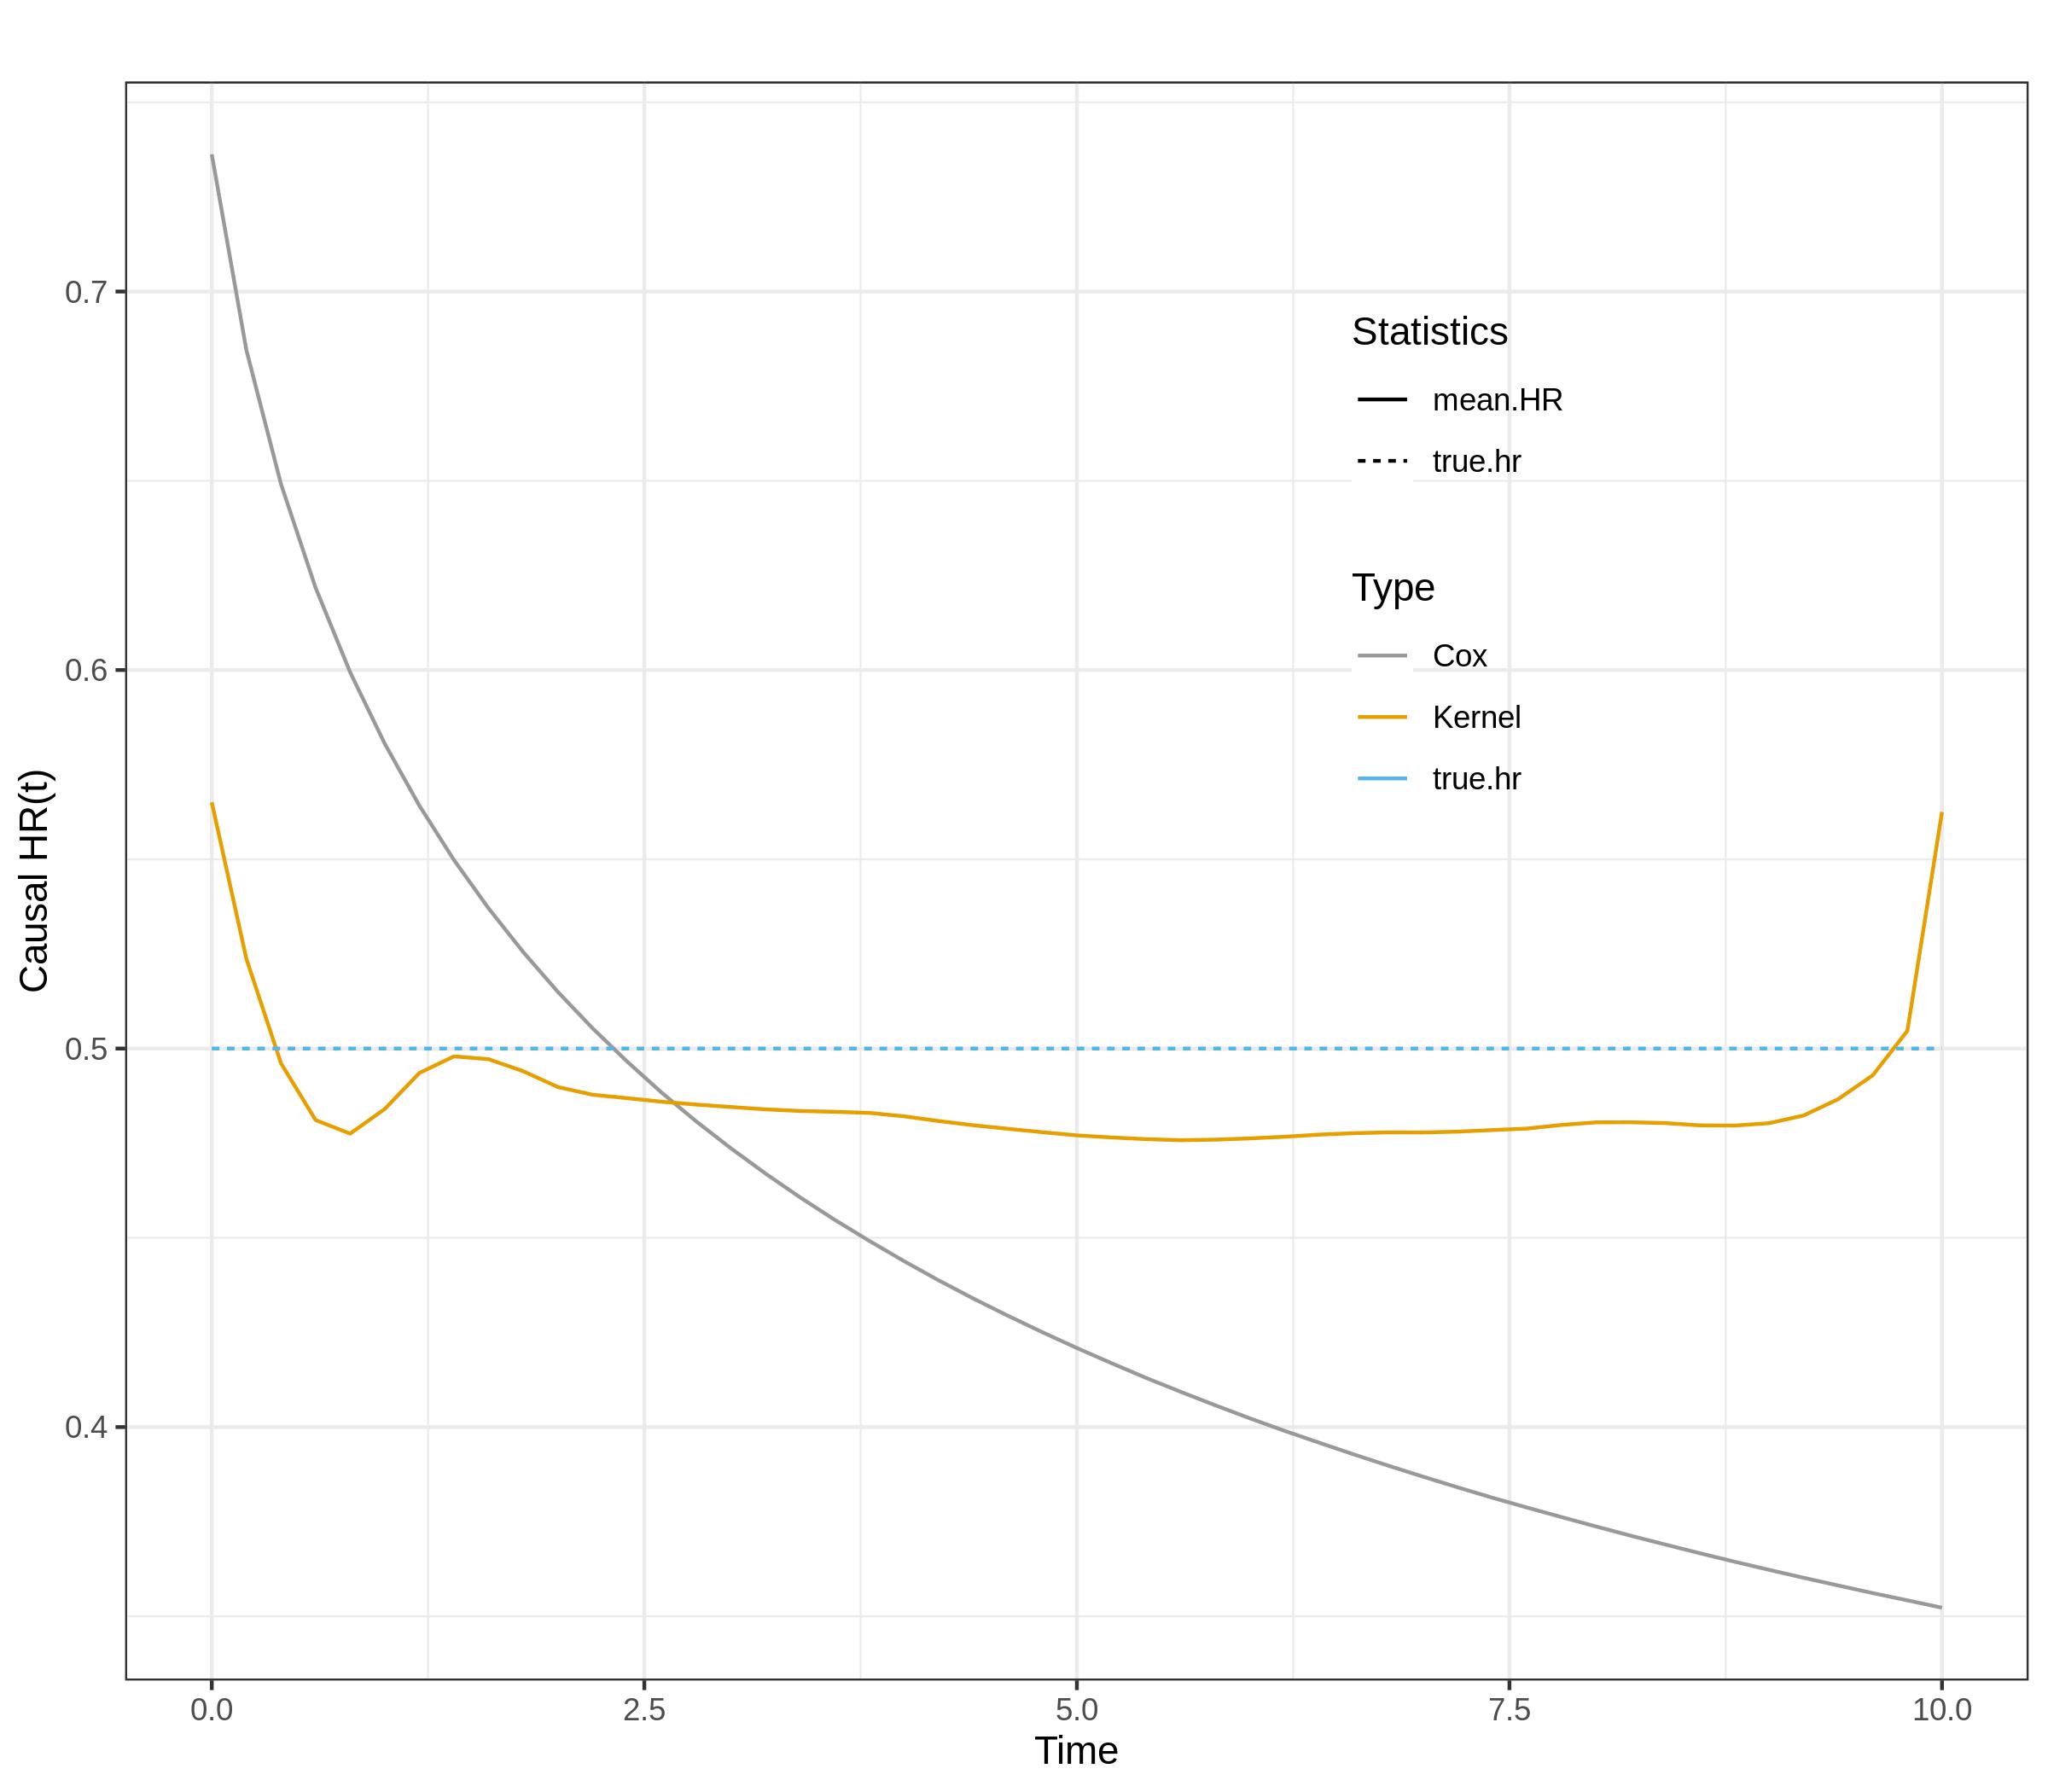 Causal HR(t)
0.7
0.6
0.5
0.4
Statistics
mean.HR
true.hr
Type
Cox
Kernel
true.hr
0.0 2.5 5.0 7.5 10.0
Time